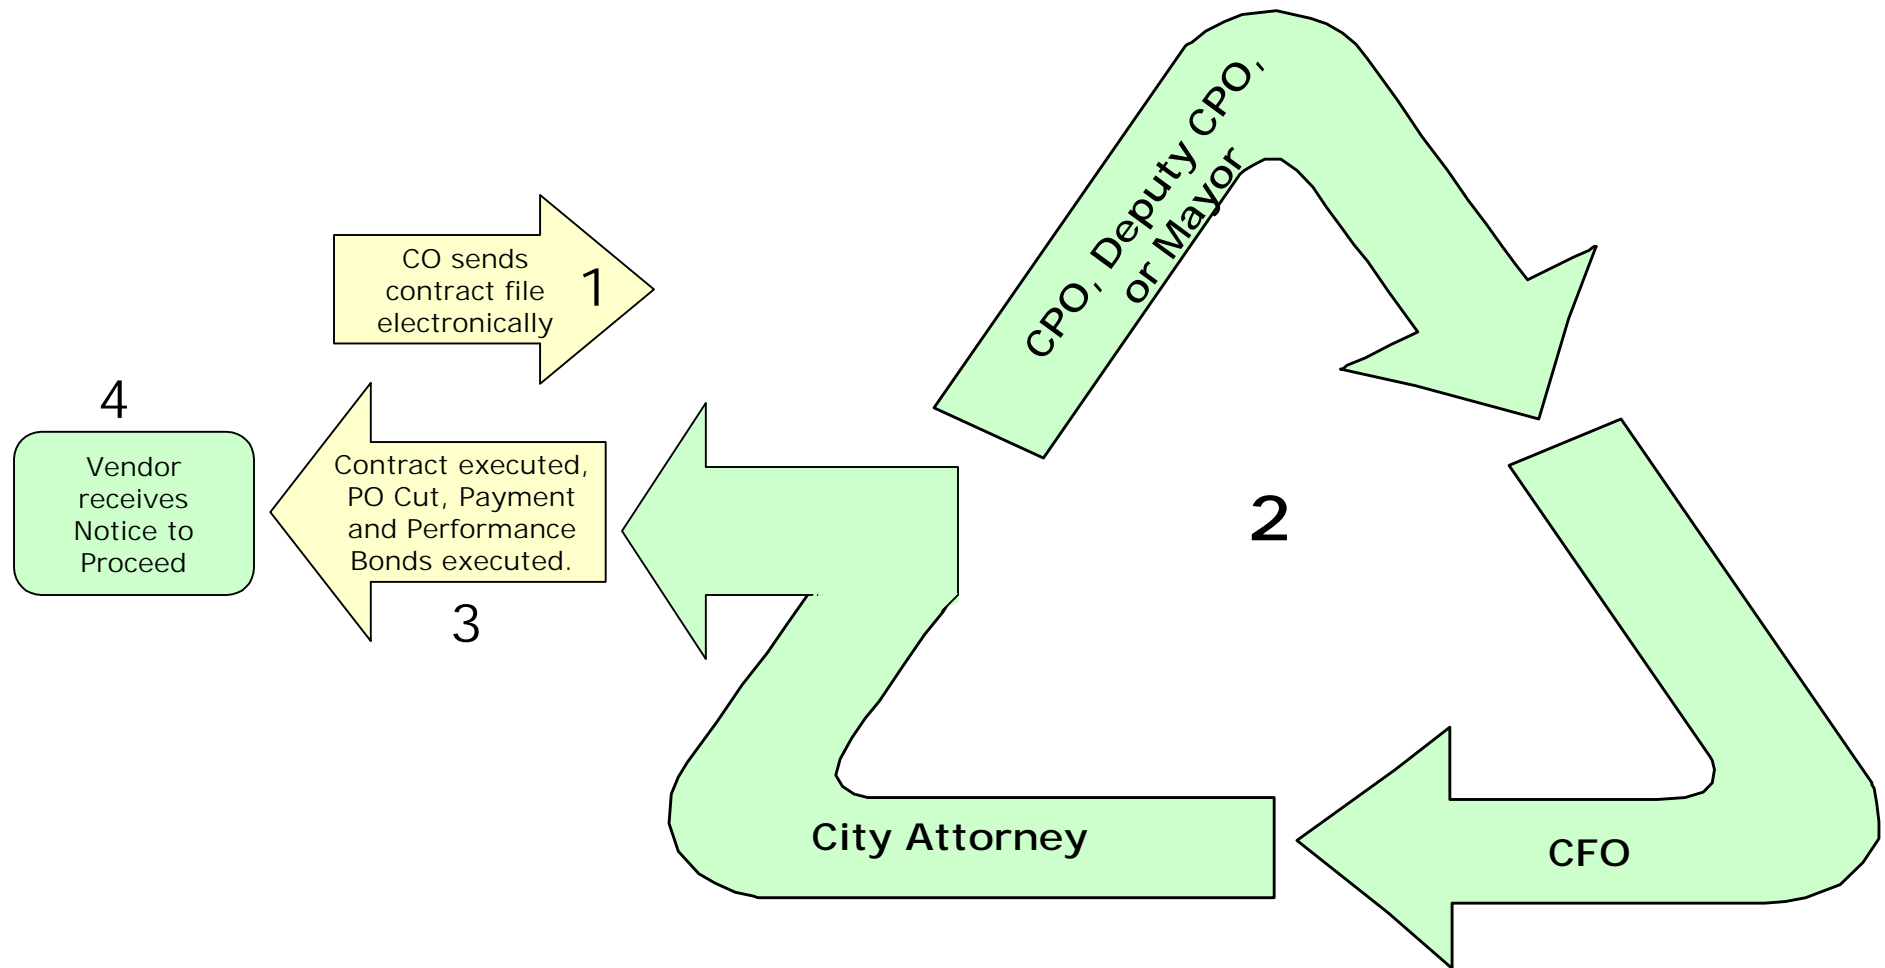 CO sends
contract file
electronically
1
CPO, Deputy CPO,
or Mayor
2
CFO
City Attorney
Contract executed,
PO Cut, Payment
and Performance
Bonds executed.
3
4
Vendor
receives
Notice to
Proceed